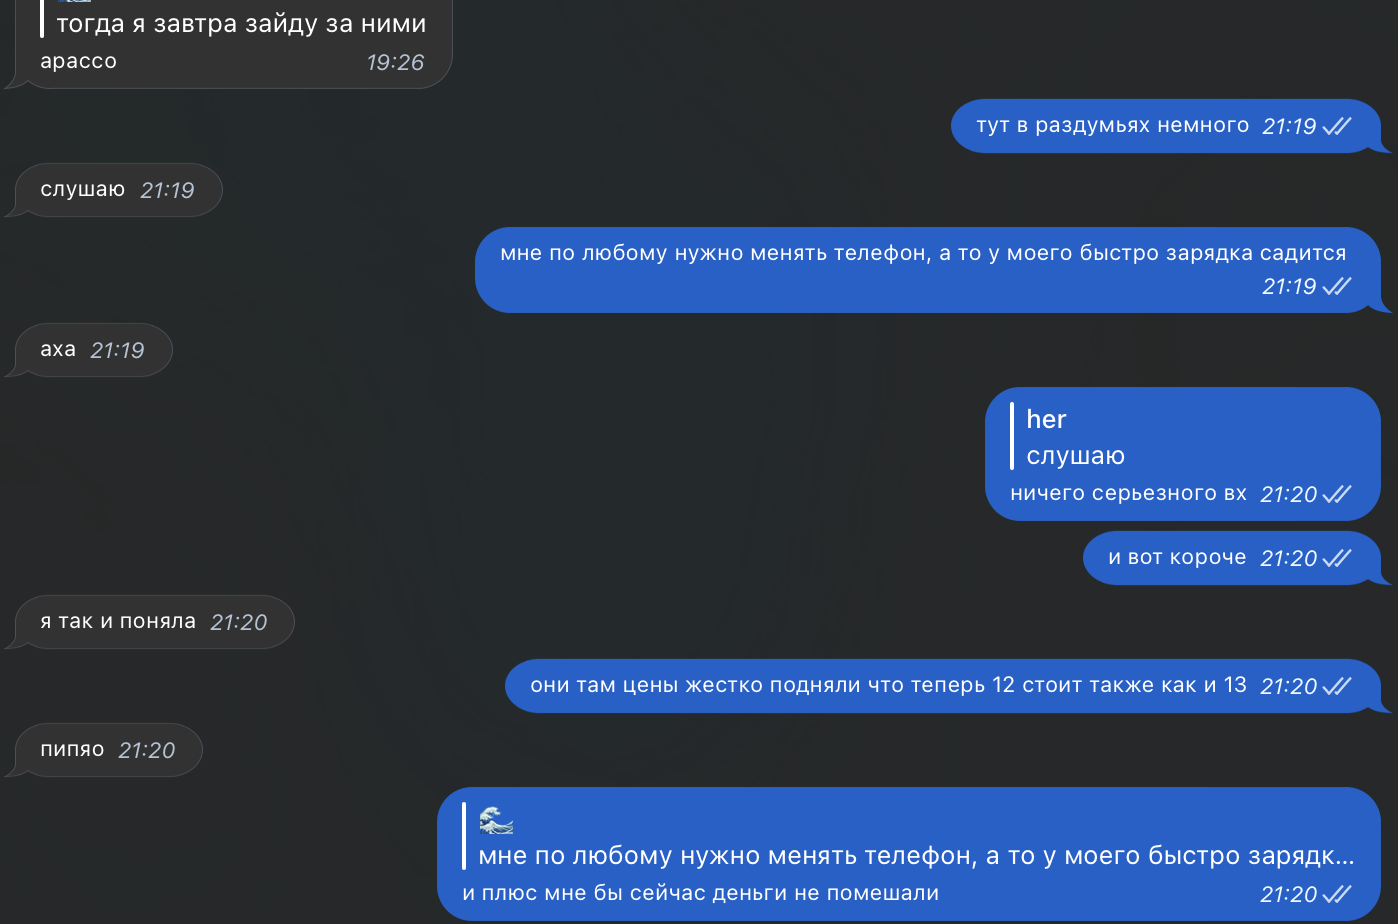 тогда я завтра зайду за ними
арассо 19:26
тут в раздумьях немного 21:19
слушаю 21:19
мне по любому нужно менять телефон, а то у моего быстро зарядка садится
21:19
аха 21:19
her
слушаю
ничего серьезного вх 21:20
и вот короче 21:20
я так и поняла 21:20
они там цены жестко подняли что теперь 12 стоит также как и 13 21:20
пипяо 21:20
🌊
мне по любому нужно менять телефон, а то у моего быстро зарядк...
и плюс мне бы сейчас деньги не помешали 21:20